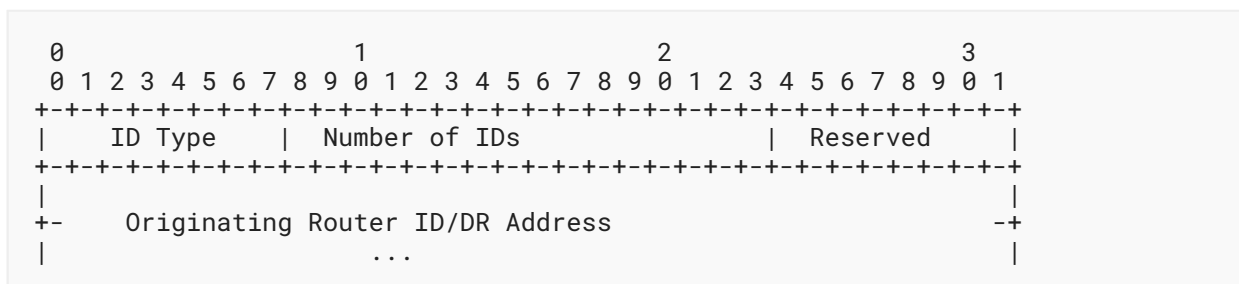 0                   1                   2                   3
 0 1 2 3 4 5 6 7 8 9 0 1 2 3 4 5 6 7 8 9 0 1 2 3 4 5 6 7 8 9 0 1
+-+-+-+-+-+-+-+-+-+-+-+-+-+-+-+-+-+-+-+-+-+-+-+-+-+-+-+-+-+-+-+-+
|    ID Type    |  Number of IDs                |  Reserved     |
+-+-+-+-+-+-+-+-+-+-+-+-+-+-+-+-+-+-+-+-+-+-+-+-+-+-+-+-+-+-+-+-+
|                                                               |
+-    Originating Router ID/DR Address                         -+
|                     ...                                       |